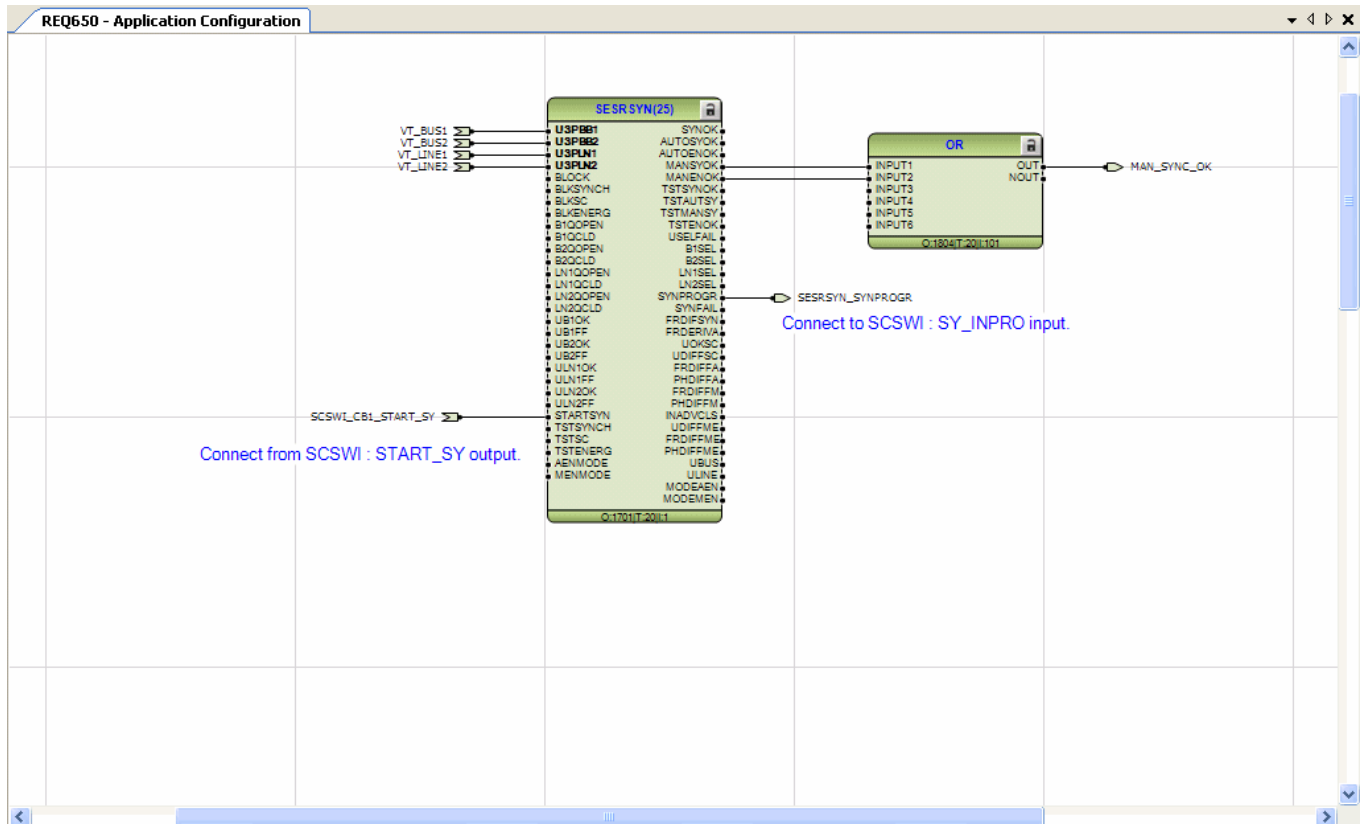 REQ650 - Application Configuration
SESRSYN(25)
VT_BUS1
VT_BUS2
VT_LINE1
VT_LINE2
U3PBB1 SYNOK
U3PBB2 AUTOSYOK
U3PLN1 AUTOENOK
U3PLN2 MANSYOK
BLOCK MANENOK
BLKSYNCH TSTSYNOK
BLKSC TSTAUTSY
BLKENERG TSTMANSY
B1QOPEN TSTENOK
B1QCLD USELFAIL
B2QOPEN B1SEL
B2QCLD B2SEL
LN1QOPEN LN1SEL
LN1QCLD LN2SEL
LN2QOPEN SYNPROGR
LN2QCLD SYNFAIL
UB1OK FRDIFSYN
UB1FF FRDERIVA
UB2OK UOKSC
UB2FF UDIFFSC
ULN1OK FRDIFFA
ULN1FF PHDIFFA
ULN2OK FRDIFFM
ULN2FF PHDIFFM
STARTSYN INADVCLS
TSTSYNCH UDIFFME
TSTSC FRDIFFME
TSTENERG PHDIFFME
AENMODE UBUS
MENMODE ULINE
MODEAEN
MODEMEN
O:1701|T:20|I:1
OR
INPUT1 OUT
INPUT2 NOUT
INPUT3
INPUT4
INPUT5
INPUT6
O:1804|T:20|I:101
MAN_SYNC_OK
SESRSYN_SYNPROGR
Connect to SCSWI : SY_INPRO input.
SCSWI_CB1_START_SY
Connect from SCSWI : START_SY output.